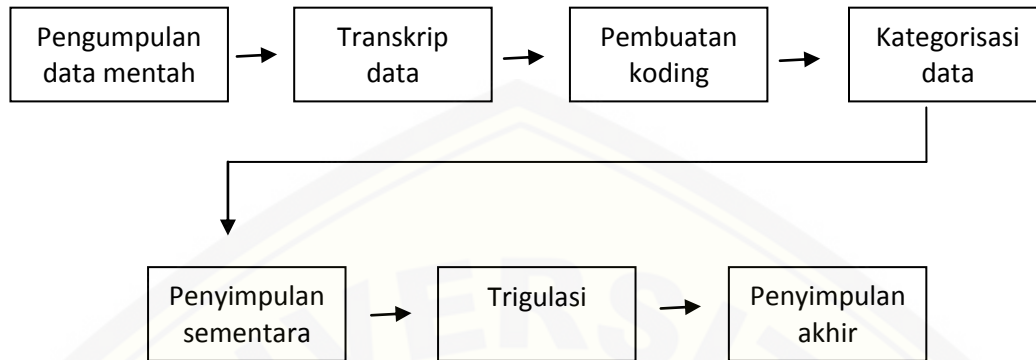 Pengumpulan
data mentah
Transkrip
data
Pembuatan
koding
Kategorisasi
data
Penyimpulan
sementara
Trigulasi
Penyimpulan
akhir